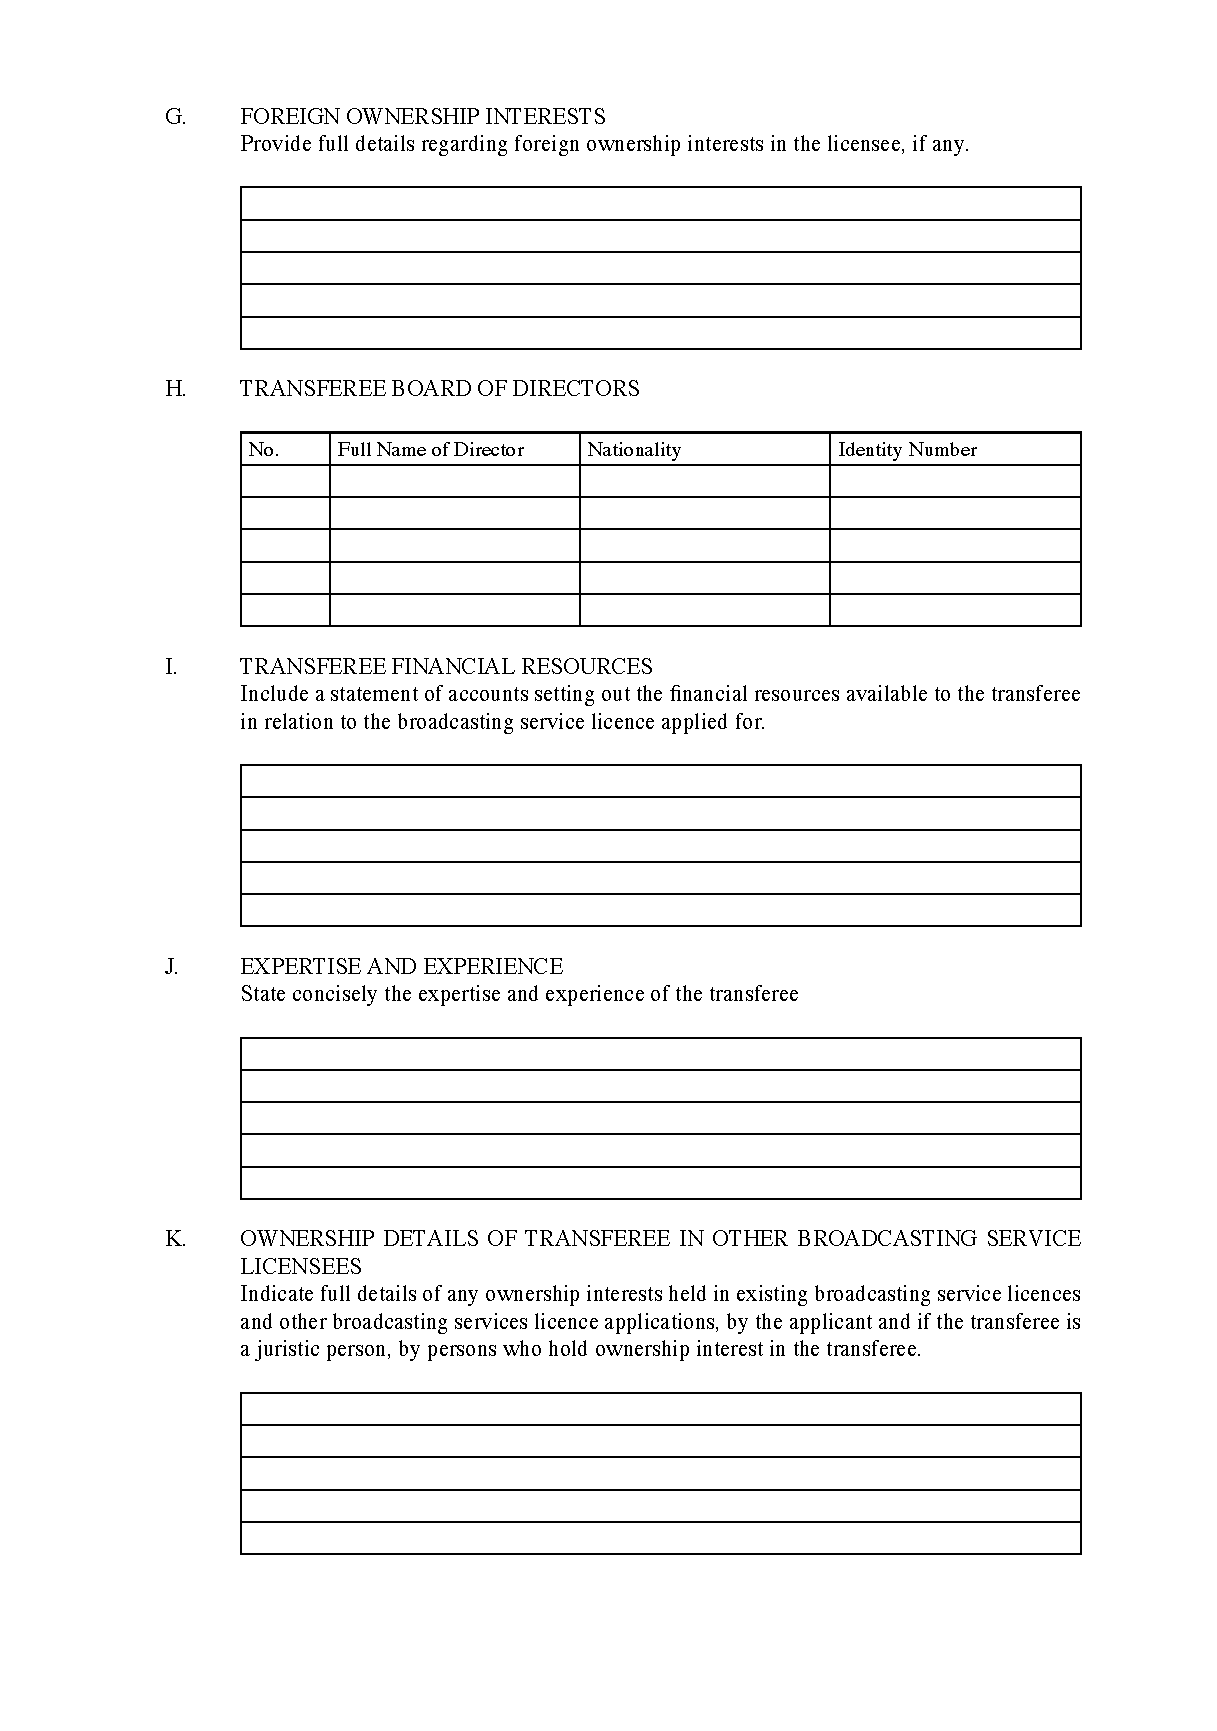 G. FOREIGN OWNERSHIP INTERESTS
Provide full details regarding foreign ownership interests in the licensee, if any.
H. TRANSFEREE BOARD OF DIRECTORS
No. Full Name of Director Nationality Identity Number
I. TRANSFEREE FINANCIAL RESOURCES
Include a statement of accounts setting out the financial resources available to the transferee
in relation to the broadcasting service licence applied for.
J. EXPERTISE AND EXPERIENCE
State concisely the expertise and experience of the transferee
K. OWNERSHIP DETAILS OF TRANSFEREE IN OTHER BROADCASTING SERVICE
LICENSEES
Indicate full details of any ownership interests held in existing broadcasting service licences
and other broadcasting services licence applications, by the applicant and if the transferee is
a juristic person, by persons who hold ownership interest in the transferee.